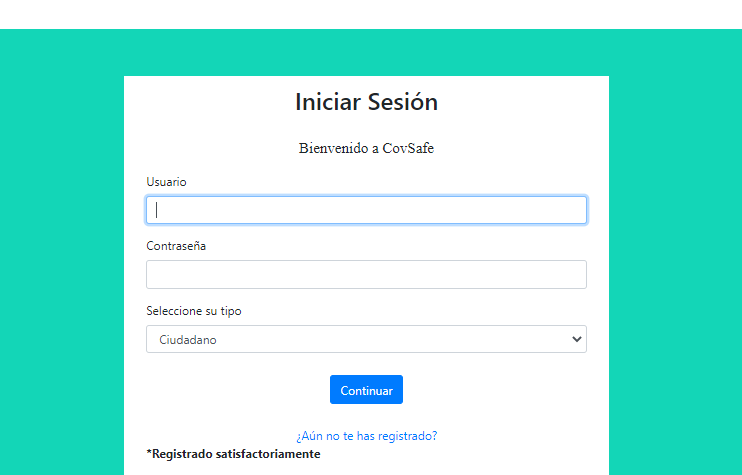 Iniciar Sesión
Bienvenido a CovSafe
Usuario
Contraseña
Seleccione su tipo
Ciudadano
Continuar
¿Aún no te has registrado?
*Registrado satisfactoriamente